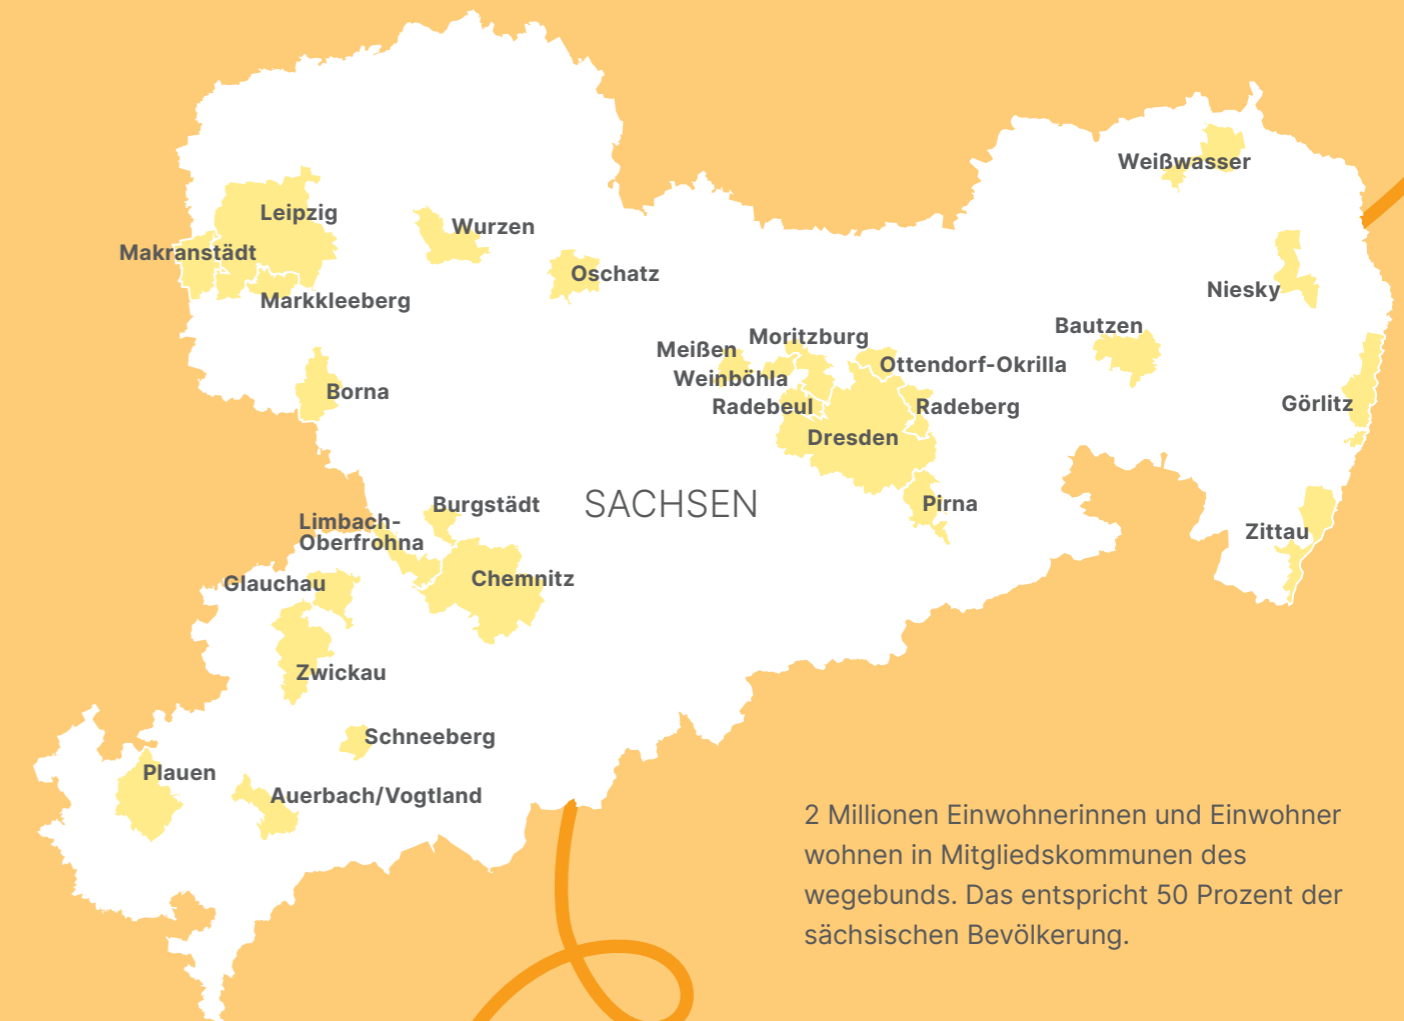 Weißwasser
Leipzig
Wurzen
Makranstädt
Oschatz
Markkleeberg
Niesky
Bautzen
Moritzburg
Meißen
Ottendorf-Okrilla
Weinböhla
Borna
Görlitz
Radebeul
Radeberg
Dresden
SACHSEN
Burgstädt
Pirna
Limbach-
Oberfrohna
Zittau
Chemnitz
Glauchau
Zwickau
Schneeberg
Plauen
Auerbach/Vogtland
2 Millionen Einwohnerinnen und Einwohner
wohnen in Mitgliedskommunen des
wegebunds. Das entspricht 50 Prozent der
sächsischen Bevölkerung.